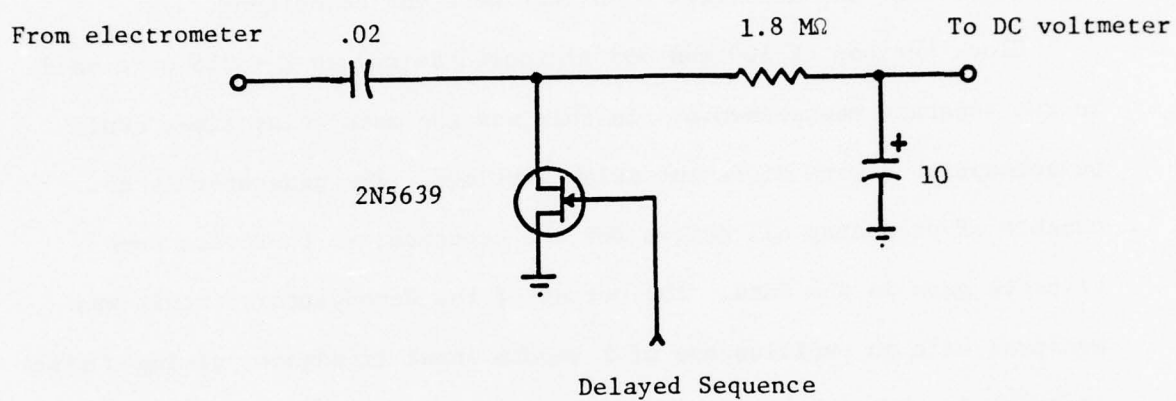 From electrometer
.02
1.8 MΩ
To DC voltmeter
+
2N5639
10
Delayed Sequence